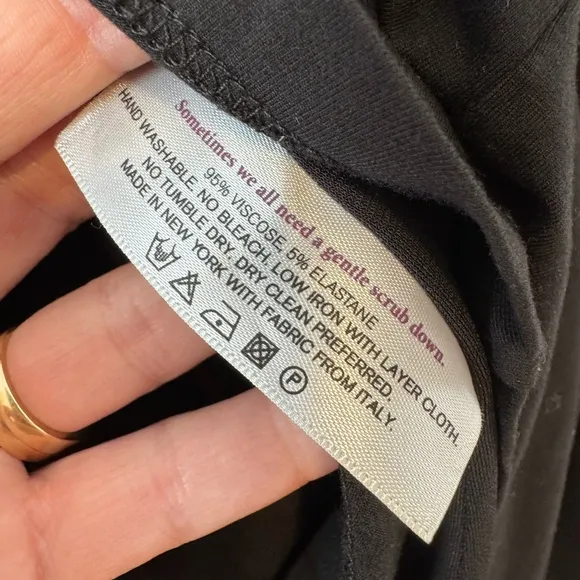 Sometimes we all need a gentle scrub down.
95% VISCOSE 5% ELASTANE
HAND WASHABLE. NO BLEACH. LOW IRON WITH LAYER CLOTH.
NO TUMBLE DRY. DRY CLEAN PREFERRED.
MADE IN NEW YORK WITH FABRIC FROM ITALY.
P